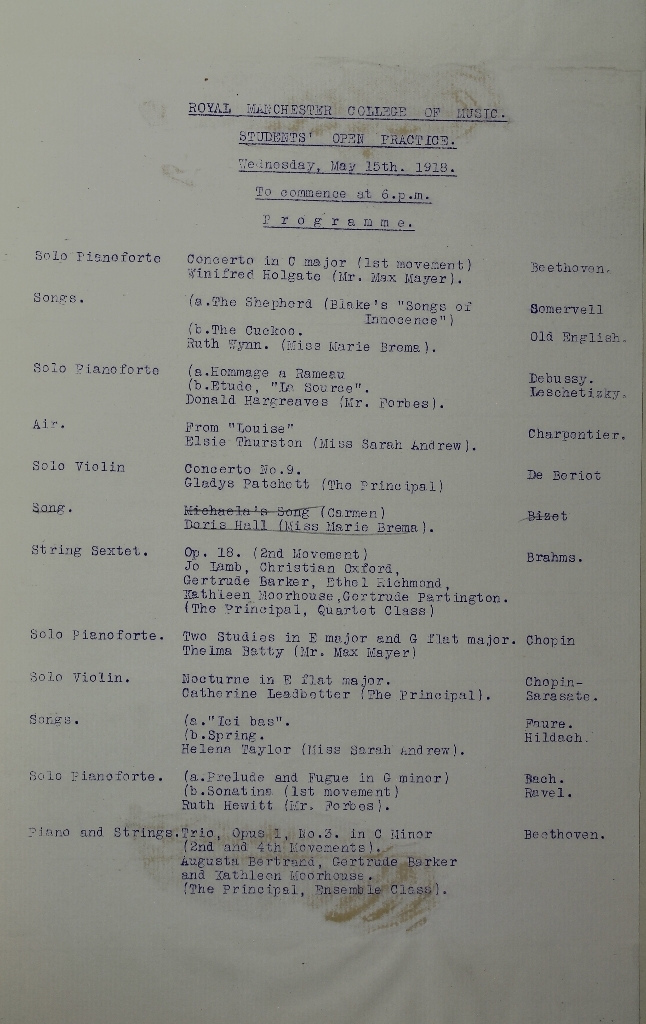 ROYAL MANCHESTER COLLEGE OF MUSIC.
STUDENTS' OPEN PRACTICE.
Wednesday, May 15th. 1918.
To commence at 6.p.m.
Programme.
Solo Pianoforte Concerto in C major (1st movement) Beethoven.
Winifred Holgate (Mr. Max Mayer).
Songs. (a.The Shepherd (Blake's "Songs of Somervell
Innocence")
(b.The Cuckoo. Old English.
Ruth Wynn. (Miss Marie Brema).
Solo Pianoforte (a.Hommage a Rameau Debussy.
(b.Etude, "La Source". Leschetizky.
Donald Hargreaves (Mr. Forbes).
Air. From "Louise" Charpentier.
Elsie Thurston (Miss Sarah Andrew).
Solo Violin Concerto No.9. De Beriot
Gladys Patchett (The Principal)
Song. Michaela's Song (Carmen) Bizet
Doris Hall (Miss Marie Brema).
String Sextet. Op. 18. (2nd Movement) Brahms.
Jo Lamb, Christian Oxford,
Gertrude Barker, Ethel Richmond,
Kathleen Moorhouse,Gertrude Partington.
(The Principal, Quartet Class)
Solo Pianoforte. Two Studies in E major and G flat major. Chopin
Thelma Batty (Mr. Max Mayer)
Solo Violin. Nocturne in E flat major. Chopin-
Catherine Leadbetter (The Principal). Sarasate.
Songs. (a."Ici bas". Faure.
(b.Spring. Hildach.
Helena Taylor (Miss Sarah Andrew).
Solo Pianoforte. (a.Prelude and Fugue in G minor) Bach.
(b.Sonatina (1st movement) Ravel.
Ruth Hewitt (Mr. Forbes).
Piano and Strings.Trio, Opus 1, No.3. in C Minor Beethoven.
(2nd and 4th Movements).
Augusta Bertrand, Gertrude Barker
and Kathleen Moorhouse.
(The Principal, Ensemble Class).